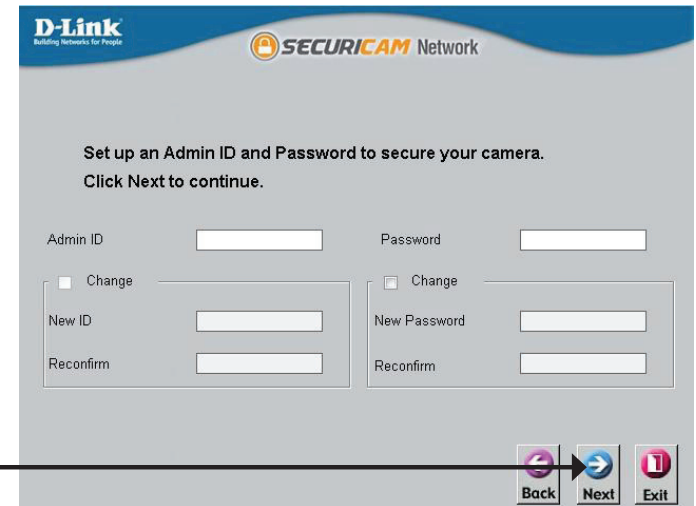 D-Link
Building Networks for People
SECURICAM Network
Set up an Admin ID and Password to secure your camera.
Click Next to continue.
Admin ID
Password
Change
Change
New ID
New Password
Reconfirm
Reconfirm
Back
Next
Exit